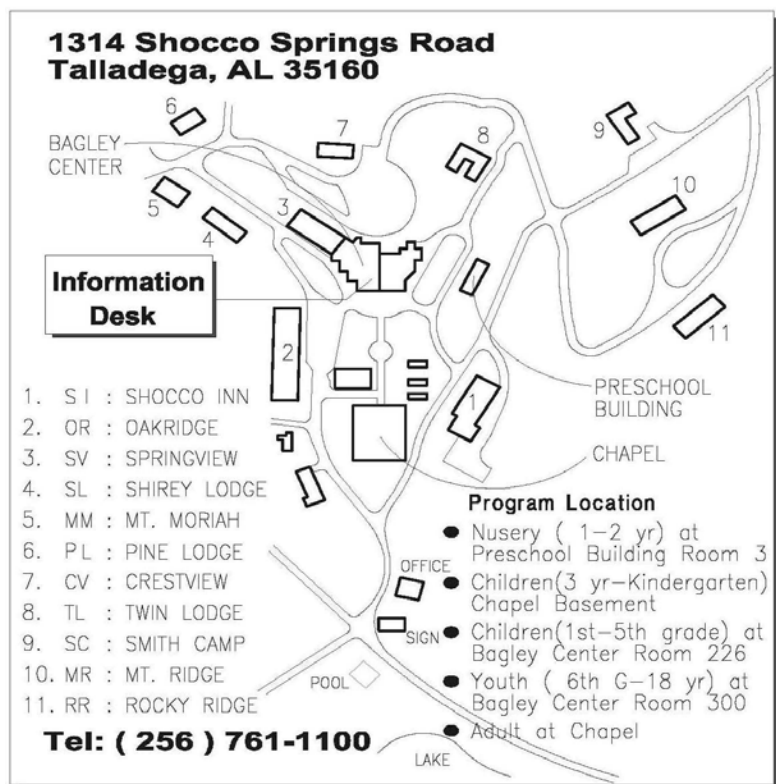 1314 Shocco Springs Road
Talladega, AL 35160
6
BAGLEY
CENTER
7
8
9
5
4
3
10
Information
Desk
2
11
1
PRESCHOOL
BUILDING
CHAPEL
1. S I : SHOCCO INN
2. OR : OAKRIDGE
3. SV : SPRINGVIEW
4. SL : SHIREY LODGE
5. MM : MT. MORIAH
6. PL : PINE LODGE
7. CV : CRESTVIEW
8. TL : TWIN LODGE
9. SC : SMITH CAMP
10. MR : MT. RIDGE
11. RR : ROCKY RIDGE
Program Location
● Nusery ( 1-2 yr) at
Preschool Building Room 3
● Children(3 yr-Kindergarten)
Chapel Basement
● Children(1st-5th grade) at
Bagley Center Room 226
● Youth ( 6th G-18 yr) at
Bagley Center Room 300
● Adult at Chapel
OFFICE
SIGN
POOL
LAKE
Tel: ( 256 ) 761-1100